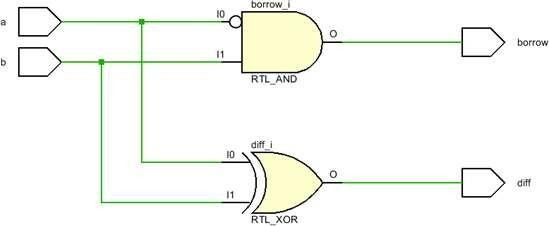 borrow_i
a
I0
O
borrow
b
I1
RTL_AND
diff_i
I0
O
diff
I1
RTL_XOR